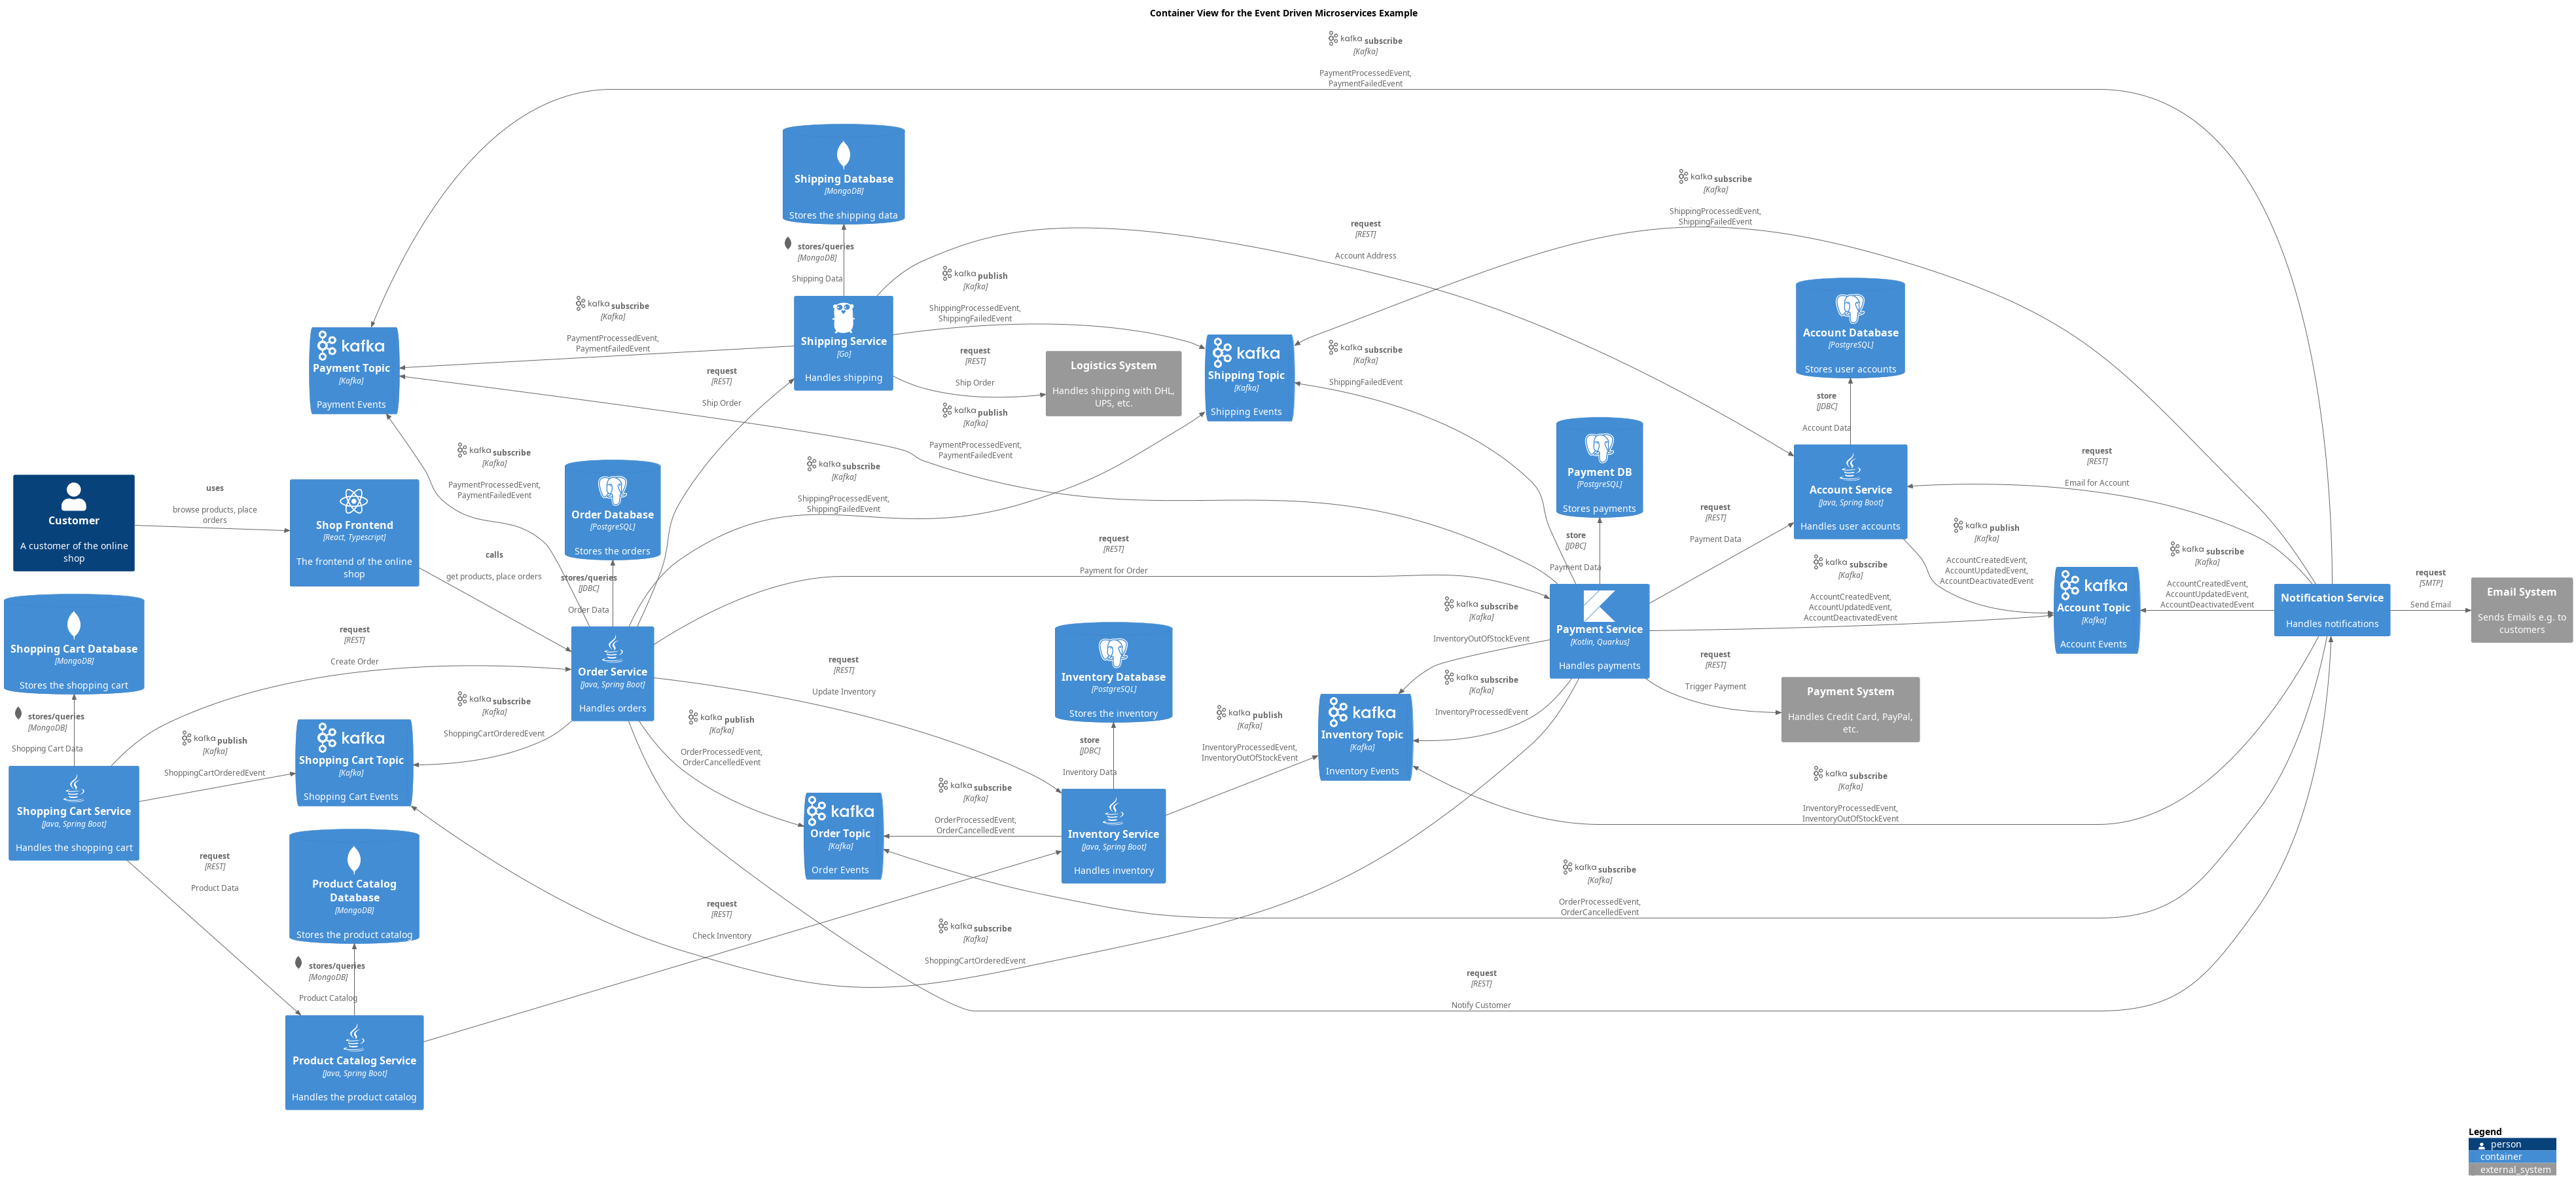 Container View for the Event Driven Microservices Example
kafka subscribe
[Kafka]
PaymentProcessedEvent,
PaymentFailedEvent
Shipping Database
[MongoDB]
Stores the shipping data
stores/queries
[MongoDB]
Shipping Data
kafka subscribe
[Kafka]
ShippingProcessedEvent,
ShippingFailedEvent
request
[REST]
Account Address
kafka publish
[Kafka]
ShippingProcessedEvent,
ShippingFailedEvent
kafka subscribe
[Kafka]
PaymentProcessedEvent,
PaymentFailedEvent
Shipping Service
[Go]
Handles shipping
kafka
Payment Topic
[Kafka]
Payment Events
request
[REST]
Ship Order
request
[REST]
Ship Order
Logistics System
Handles shipping with DHL,
UPS, etc.
kafka
Shipping Topic
[Kafka]
Shipping Events
kafka subscribe
[Kafka]
ShippingFailedEvent
Account Database
[PostgreSQL]
Stores user accounts
store
[JDBC]
Account Data
kafka publish
[Kafka]
PaymentProcessedEvent,
PaymentFailedEvent
kafka subscribe
[Kafka]
PaymentProcessedEvent,
PaymentFailedEvent
kafka subscribe
[Kafka]
ShippingProcessedEvent,
ShippingFailedEvent
Payment DB
[PostgreSQL]
Stores payments
store
[JDBC]
Payment Data
request
[REST]
Payment Data
Account Service
[Java, Spring Boot]
Handles user accounts
request
[REST]
Email for Account
Customer
A customer of the online
shop
uses
browse products, place
orders
Shop Frontend
[React, Typescript]
The frontend of the online
shop
calls
get products, place orders
Order Database
[PostgreSQL]
Stores the orders
stores/queries
[JDBC]
Order Data
request
[REST]
Payment for Order
kafka publish
[Kafka]
AccountCreatedEvent,
AccountUpdatedEvent,
AccountDeactivatedEvent
kafka subscribe
[Kafka]
AccountCreatedEvent,
AccountUpdatedEvent,
AccountDeactivatedEvent
kafka subscribe
[Kafka]
AccountCreatedEvent,
AccountUpdatedEvent,
AccountDeactivatedEvent
kafka
Account Topic
[Kafka]
Account Events
Notification Service
Handles notifications
request
[SMTP]
Send Email
Email System
Sends Emails e.g. to
customers
Shopping Cart Database
[MongoDB]
Stores the shopping cart
stores/queries
[MongoDB]
Shopping Cart Data
request
[REST]
Create Order
Order Service
[Java, Spring Boot]
Handles orders
kafka subscribe
[Kafka]
InventoryOutOfStockEvent
Payment Service
[Kotlin, Quarkus]
Handles payments
request
[REST]
Update Inventory
Inventory Database
[PostgreSQL]
Stores the inventory
store
[JDBC]
Inventory Data
kafka subscribe
[Kafka]
InventoryProcessedEvent
request
[REST]
Trigger Payment
Payment System
Handles Credit Card, PayPal,
etc.
kafka subscribe
[Kafka]
ShoppingCartOrderedEvent
kafka publish
[Kafka]
ShoppingCartOrderedEvent
kafka
Shopping Cart Topic
[Kafka]
Shopping Cart Events
kafka publish
[Kafka]
OrderProcessedEvent,
OrderCancelledEvent
kafka publish
[Kafka]
InventoryProcessedEvent,
InventoryOutOfStockEvent
kafka
Inventory Topic
[Kafka]
Inventory Events
kafka subscribe
[Kafka]
InventoryProcessedEvent,
InventoryOutOfStockEvent
Shopping Cart Service
[Java, Spring Boot]
Handles the shopping cart
kafka
Order Topic
[Kafka]
Order Events
kafka subscribe
[Kafka]
OrderProcessedEvent,
OrderCancelledEvent
Inventory Service
[Java, Spring Boot]
Handles inventory
request
[REST]
Product Data
Product Catalog
Database
[MongoDB]
Stores the product catalog
stores/queries
[MongoDB]
Product Catalog
request
[REST]
Check Inventory
kafka subscribe
[Kafka]
ShoppingCartOrderedEvent
kafka subscribe
[Kafka]
OrderProcessedEvent,
OrderCancelledEvent
request
[REST]
Notify Customer
Product Catalog Service
[Java, Spring Boot]
Handles the product catalog
Legend
person
container
external_system